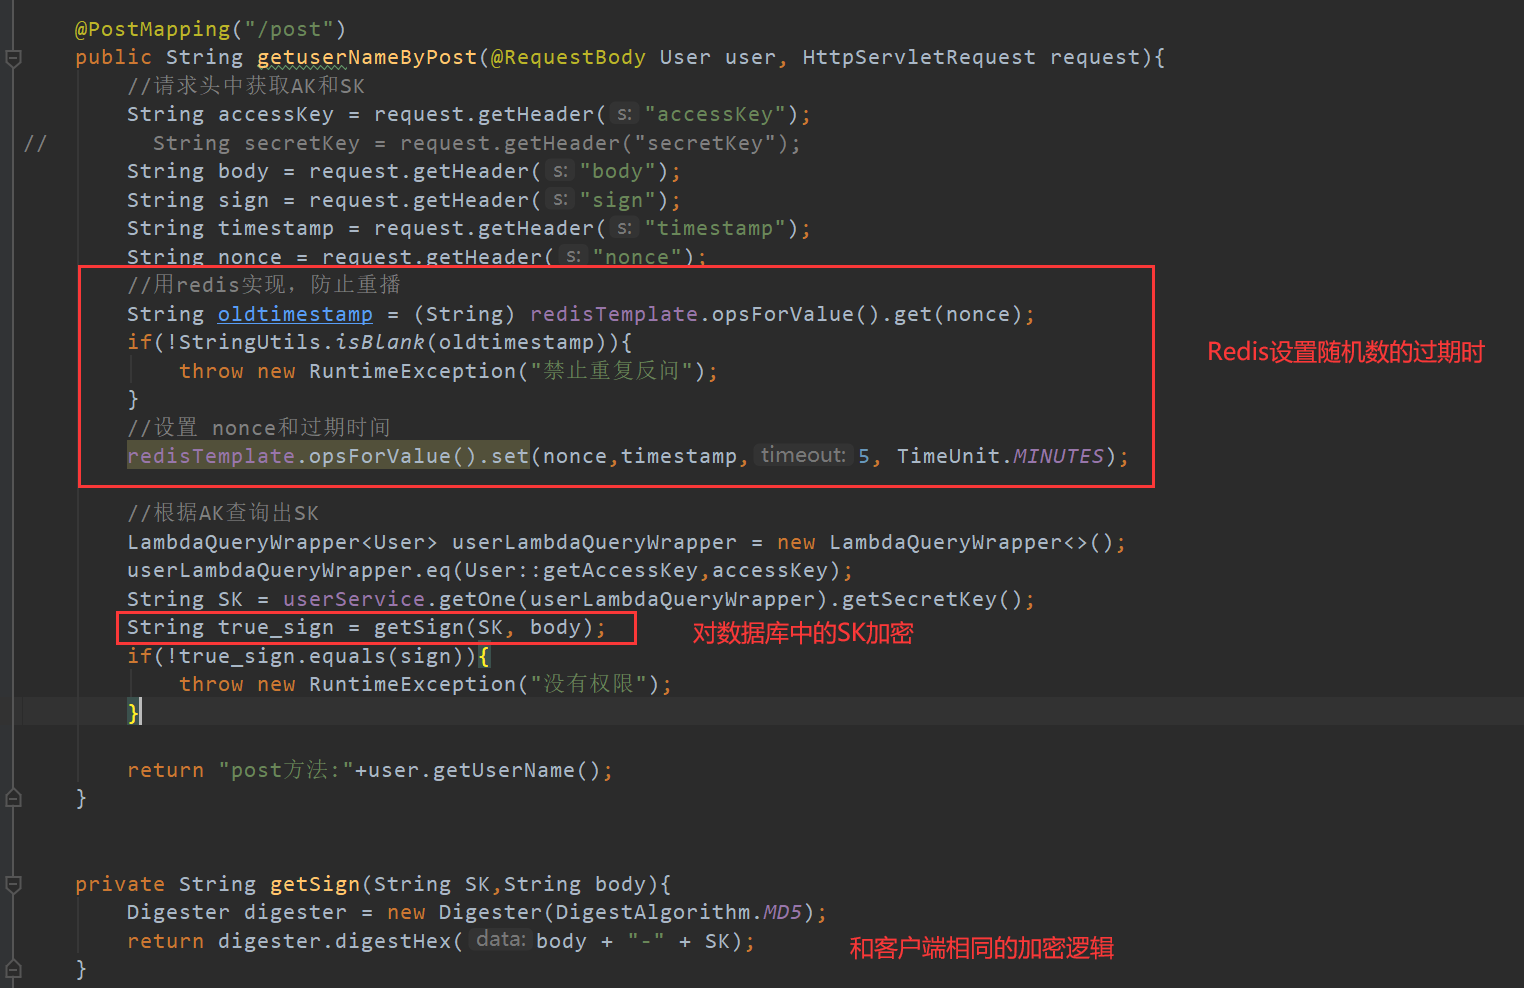 @PostMapping("/post")
public String getuserNameByPost(@RequestBody User user, HttpServletRequest request){
//请求头中获取AK和SK
String accessKey = request.getHeader( s: "accessKey");
// String secretKey = request.getHeader("secretKey");
String body = request.getHeader( s: "body");
String sign = request.getHeader( s: "sign");
String timestamp = request.getHeader( s: "timestamp");
String nonce = request.getHeader( s: "nonce");
//用redis实现，防止重播
String oldtimestamp = (String) redisTemplate.opsForValue().get(nonce);
if(!StringUtils.isBlank(oldtimestamp)){
Redis设置随机数的过期时
throw new RuntimeException("禁止重复反问");
}
//设置 nonce和过期时间
redisTemplate.opsForValue().set(nonce,timestamp, timeout: 5, TimeUnit.MINUTES);
//根据AK查询出SK
LambdaQueryWrapper<User> userLambdaQueryWrapper = new LambdaQueryWrapper<>();
userLambdaQueryWrapper.eq(User::getAccessKey,accessKey);
String SK = userService.getOne(userLambdaQueryWrapper).getSecretKey();
String true_sign = getSign(SK, body);
对数据库中的SK加密
if(!true_sign.equals(sign)){
throw new RuntimeException("没有权限");
}
return "post方法:"+user.getUserName();
}
private String getSign(String SK,String body){
Digester digester = new Digester(DigestAlgorithm.MD5);
return digester.digestHex( data: body + "-" + SK);
和客户端相同的加密逻辑
}